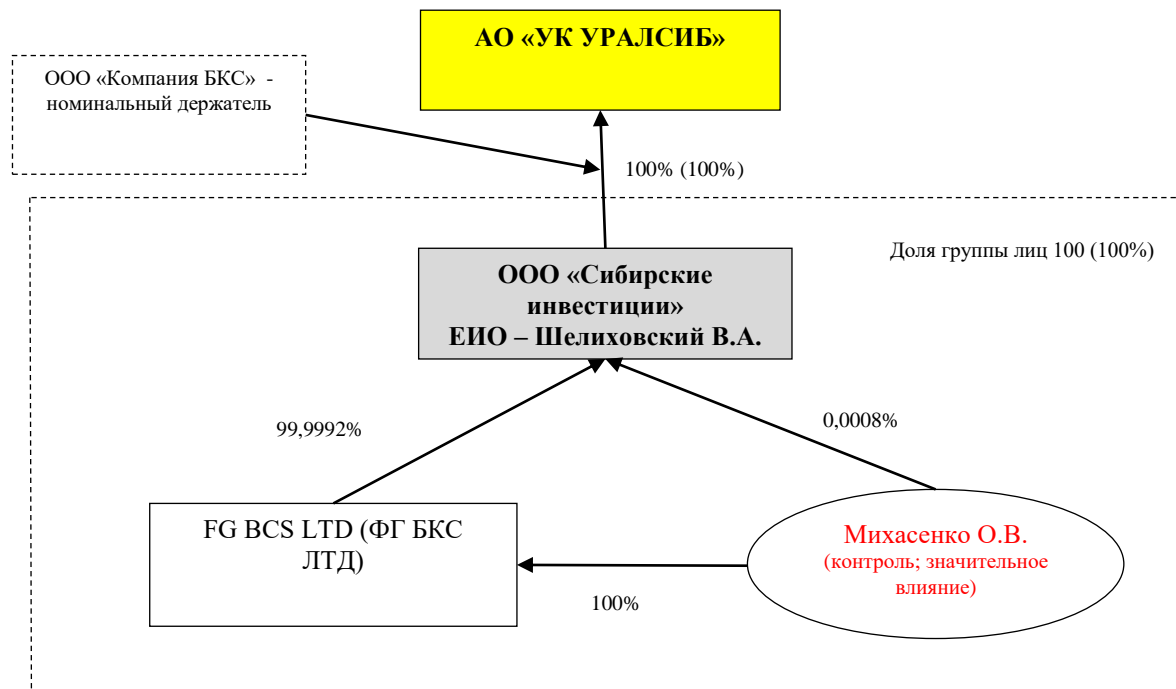 АО «УК УРАЛСИБ»
ООО «Компания БКС» -
номинальный держатель
100% (100%)
Доля группы лиц 100 (100%)
ООО «Сибирские
инвестиции»
ЕИО – Шелиховский В.А.
99,9992%
0,0008%
FG BCS LTD (ФГ БКС
ЛТД)
Михасенко О.В.
(контроль; значительное
влияние)
100%